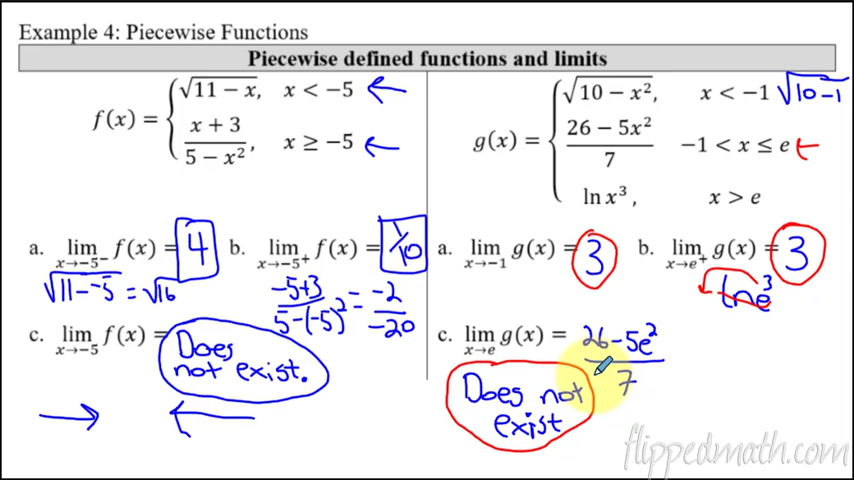 Example 4: Piecewise Functions
Piecewise defined functions and limits
f(x) = { √(11 − x), x < −5 ←
(x + 3)/(5 − x²), x ≥ −5 ←
a. lim x→−5⁻ f(x) = 4 b. lim x→−5⁺ f(x) = 1/10
√(11 − −5) = √16
(−5+3)/(5−(−5)²) = −2/−20
c. lim x→−5 f(x) = Does not exist.
→ ←
g(x) = { √(10 − x²), x < −1 √(10−1)
(26 − 5x²)/7 −1 < x ≤ e ←
ln x³, x > e
a. lim x→−1 g(x) = 3 b. lim x→e⁺ g(x) = 3
ln e³
c. lim x→e g(x) = (26−5e²)/7
Does not
exist
flippedmath.com